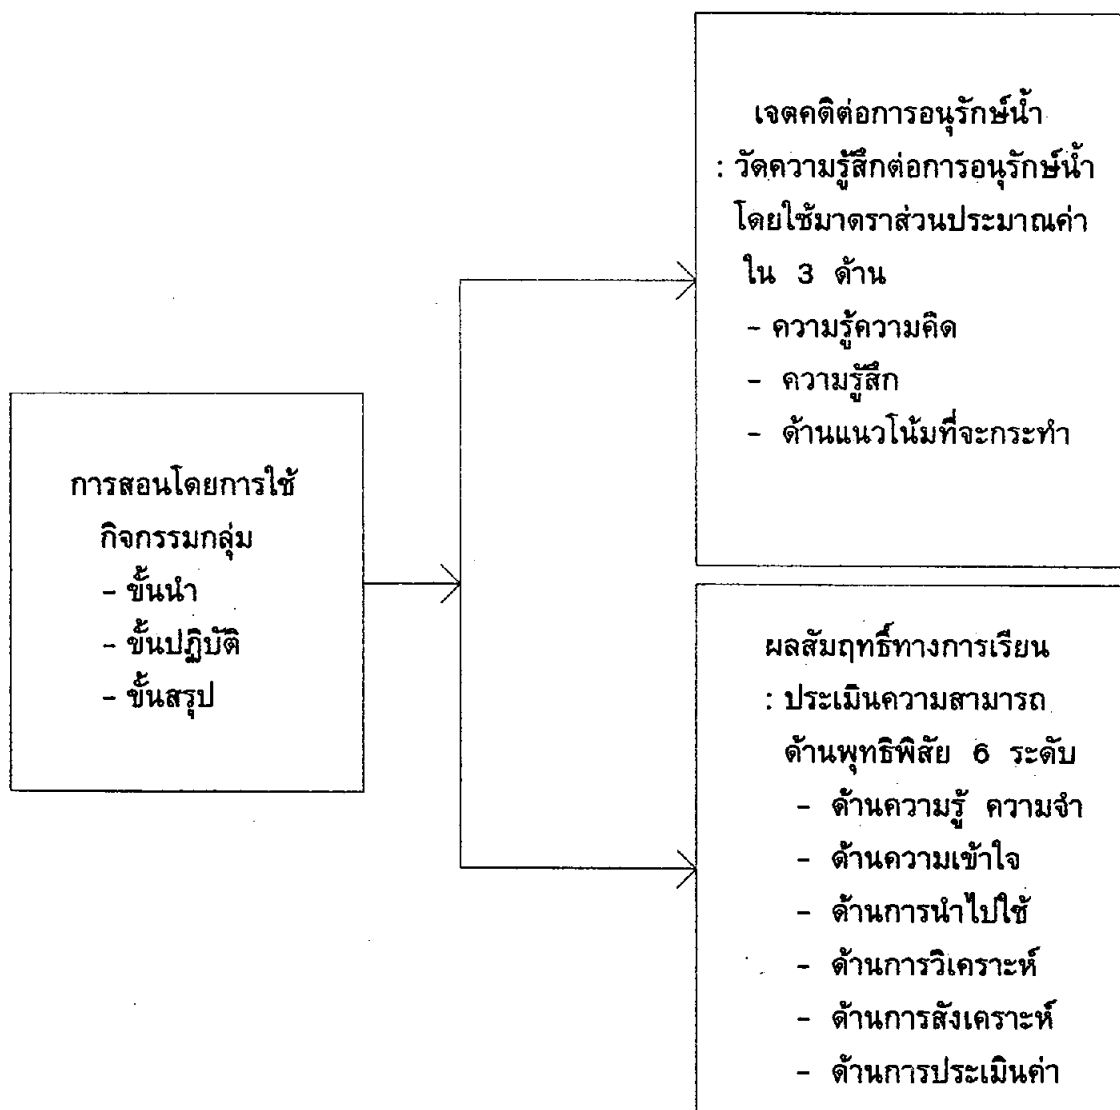 การสอนโดยการใช้
กิจกรรมกลุ่ม
- ขั้นนำ
- ขั้นปฏิบัติ
- ขั้นสรุป
เจตคติต่อการอนุรักษ์น้ำ
: วัดความรู้สึกต่อการอนุรักษ์น้ำ
โดยใช้มาตราส่วนประมาณค่า
ใน 3 ด้าน
- ความรู้ความคิด
- ความรู้สึก
- ด้านแนวโน้มที่จะกระทำ
ผลสัมฤทธิ์ทางการเรียน
: ประเมินความสามารถ
ด้านพุทธิพิสัย 6 ระดับ
- ด้านความรู้ ความจำ
- ด้านความเข้าใจ
- ด้านการนำไปใช้
- ด้านการวิเคราะห์
- ด้านการสังเคราะห์
- ด้านการประเมินค่า